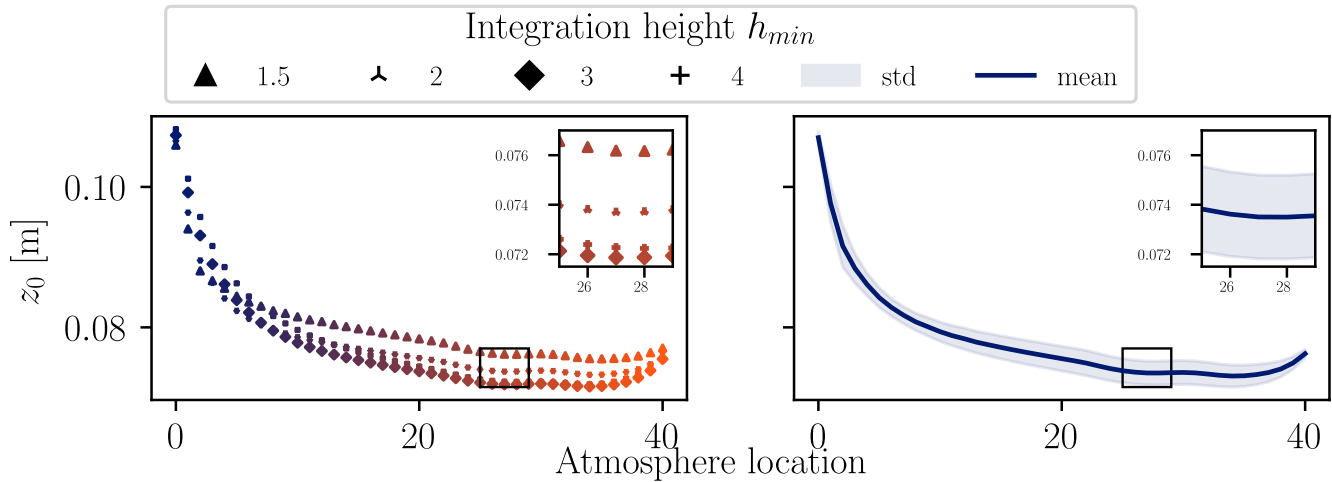 Integration height h_min
1.5 2 3 4 std mean
z_0 [m]
0.10
0.08
0 20 40
0.076
0.074
0.072
26 28
0.076
0.074
0.072
26 28
0 20 40
Atmosphere location